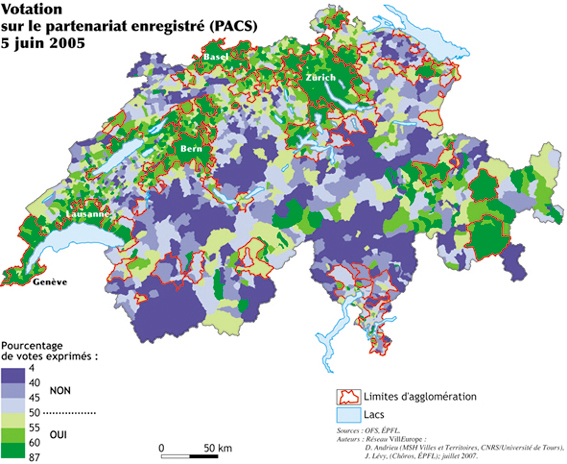 Votation
sur le partenariat enregistré (PACS)
5 juin 2005
Basel
Zürich
Bern
Lausanne
Genève
Pourcentage
de votes exprimés :
4
40
45
50
55
60
87
NON
OUI
0 50 km
Limites d'agglomération
Lacs
Sources : OFS, ÉPFL.
Auteurs : Réseau VillEurope :
D. Andrieu (MSH Villes et Territoires, CNRS/Université de Tours),
J. Lévy, (Chôros, ÉPFL); juillet 2007.